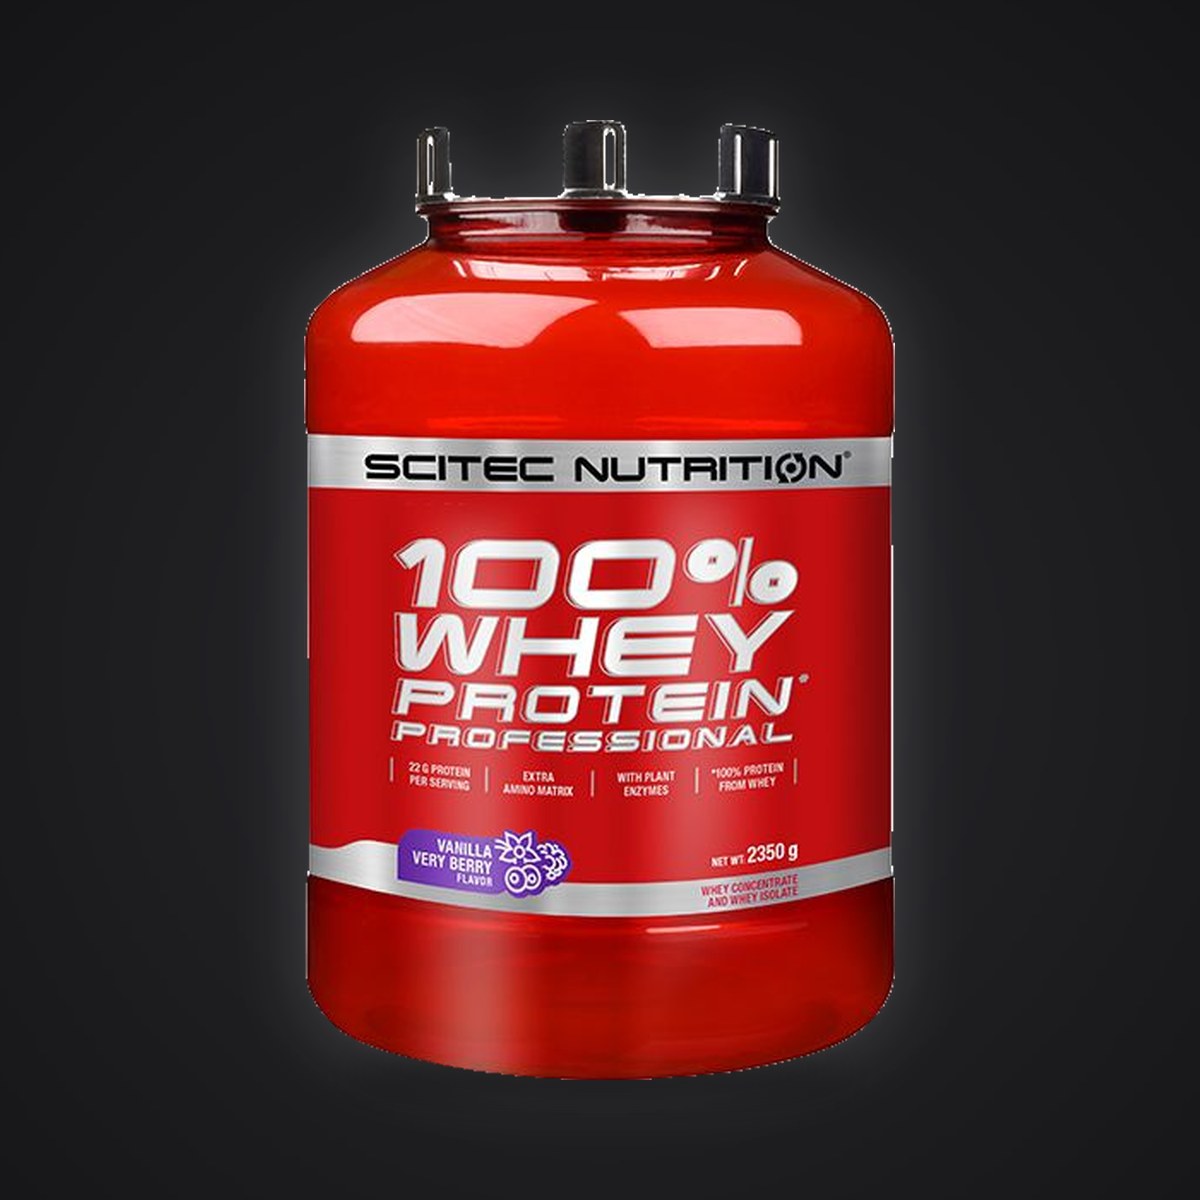 SCITEC NUTRITION®
100%
WHEY
PROTEIN*
PROFESSIONAL
22 G PROTEIN
PER SERVING
EXTRA
AMINO MATRIX
WITH PLANT
ENZYMES
*100% PROTEIN
FROM WHEY
VANILLA
VERY BERRY
FLAVOR
NET WT. 2350 g
WHEY CONCENTRATE
AND WHEY ISOLATE